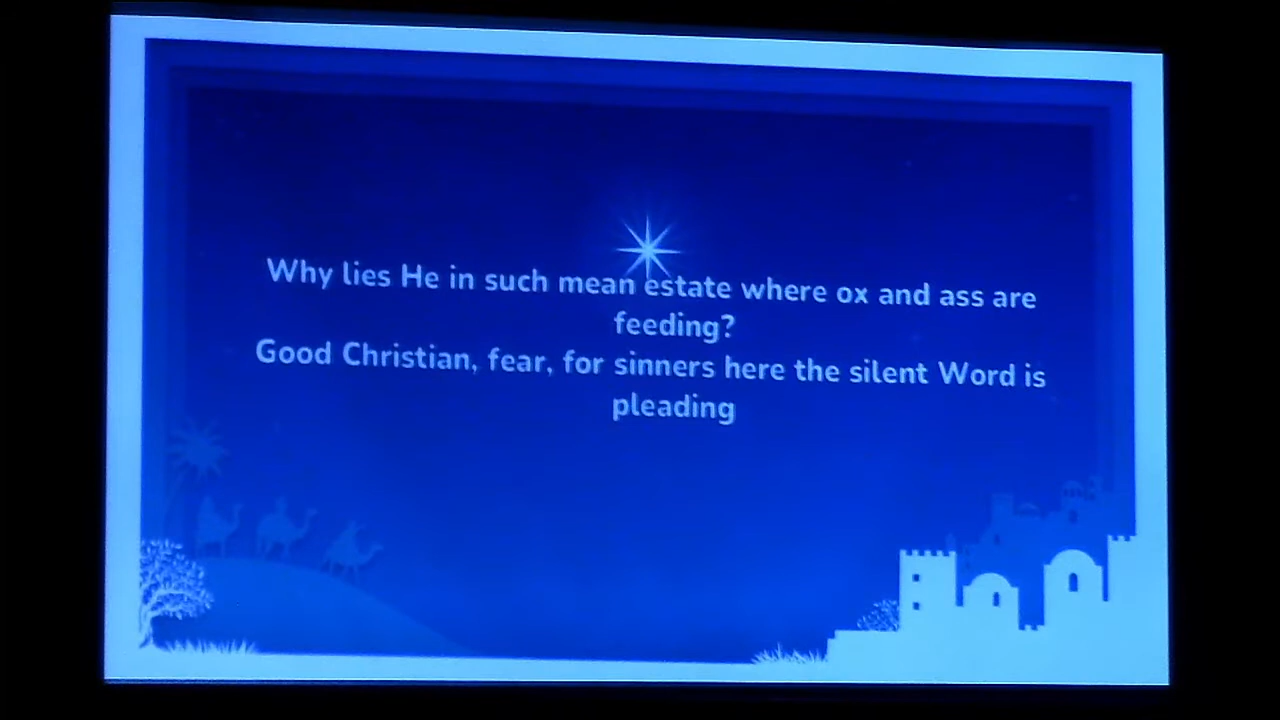 Why lies He in such mean estate where ox and ass are
feeding?
Good Christian, fear, for sinners here the silent Word is
pleading